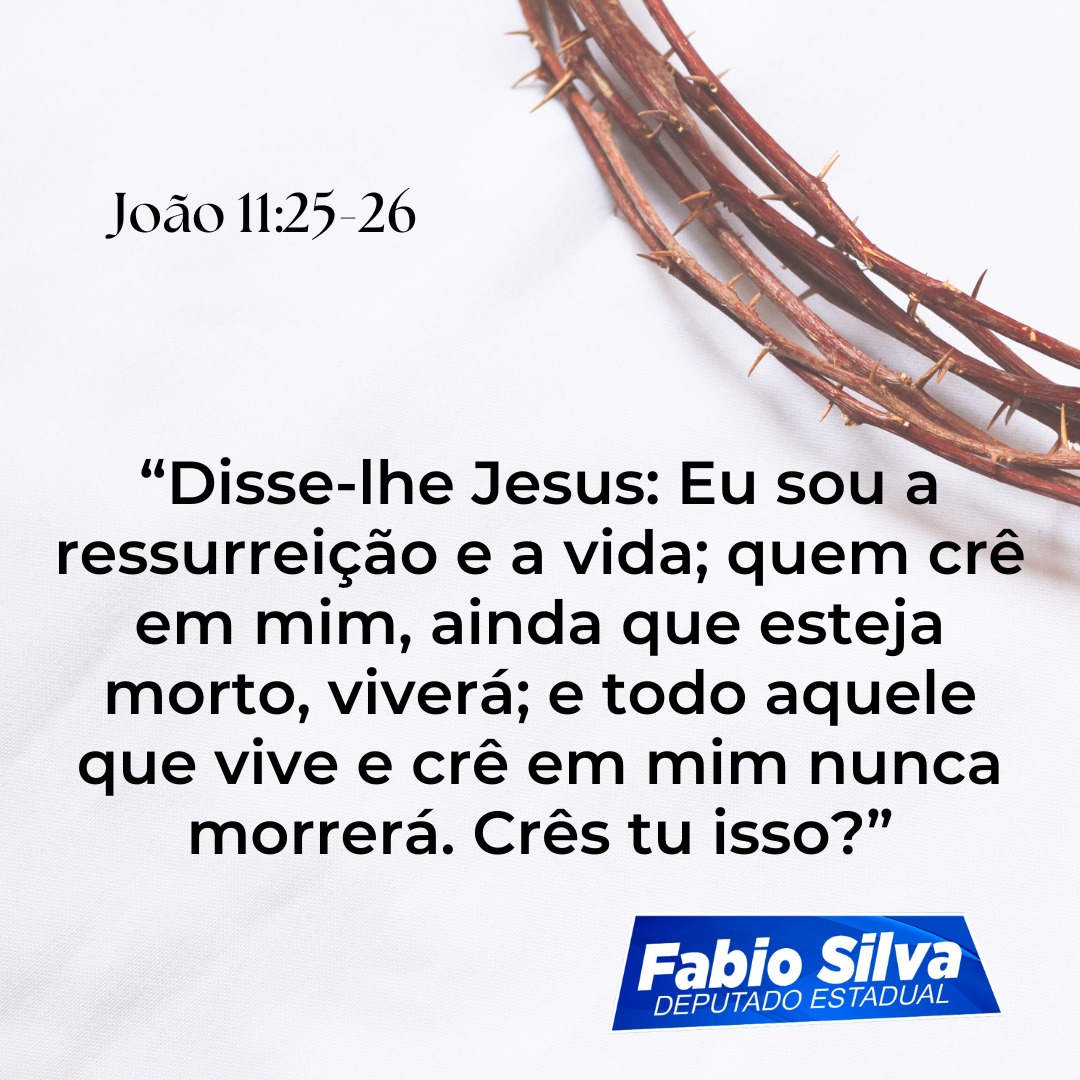 João 11:25-26
“Disse-lhe Jesus: Eu sou a
ressurreição e a vida; quem crê
em mim, ainda que esteja
morto, viverá; e todo aquele
que vive e crê em mim nunca
morrerá. Crês tu isso?”
Fabio Silva
DEPUTADO ESTADUAL